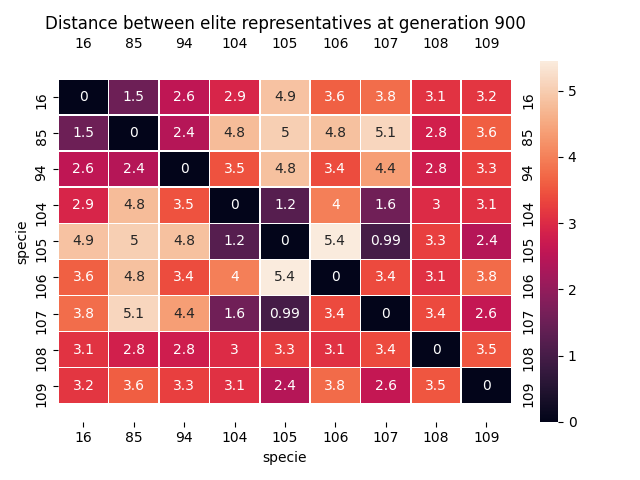 Distance between elite representatives at generation 900
16 85 94 104 105 106 107 108 109
16 0 1.5 2.6 2.9 4.9 3.6 3.8 3.1 3.2 16
85 1.5 0 2.4 4.8 5 4.8 5.1 2.8 3.6 85
94 2.6 2.4 0 3.5 4.8 3.4 4.4 2.8 3.3 94
104 2.9 4.8 3.5 0 1.2 4 1.6 3 3.1 104
105 4.9 5 4.8 1.2 0 5.4 0.99 3.3 2.4 105
106 3.6 4.8 3.4 4 5.4 0 3.4 3.1 3.8 106
107 3.8 5.1 4.4 1.6 0.99 3.4 0 3.4 2.6 107
108 3.1 2.8 2.8 3 3.3 3.1 3.4 0 3.5 108
109 3.2 3.6 3.3 3.1 2.4 3.8 2.6 3.5 0 109
16 85 94 104 105 106 107 108 109
specie
specie
5
4
3
2
1
0